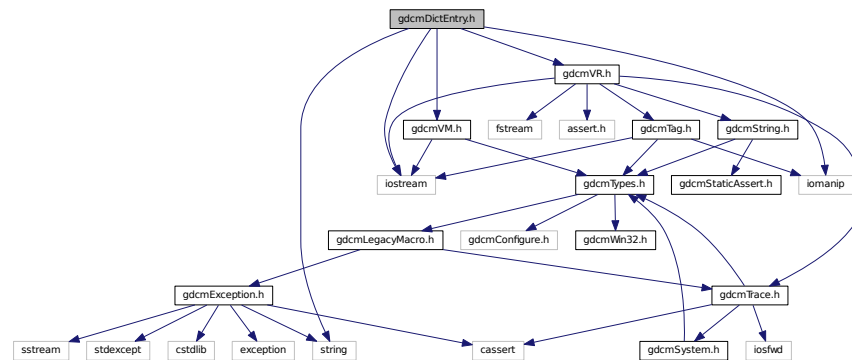 gdcmDictEntry.h
gdcmVR.h
gdcmVM.h
fstream
assert.h
gdcmTag.h
gdcmString.h
iostream
gdcmTypes.h
gdcmStaticAssert.h
iomanip
gdcmLegacyMacro.h
gdcmConfigure.h
gdcmWin32.h
gdcmException.h
gdcmTrace.h
sstream
stdexcept
cstdlib
exception
string
cassert
gdcmSystem.h
iosfwd